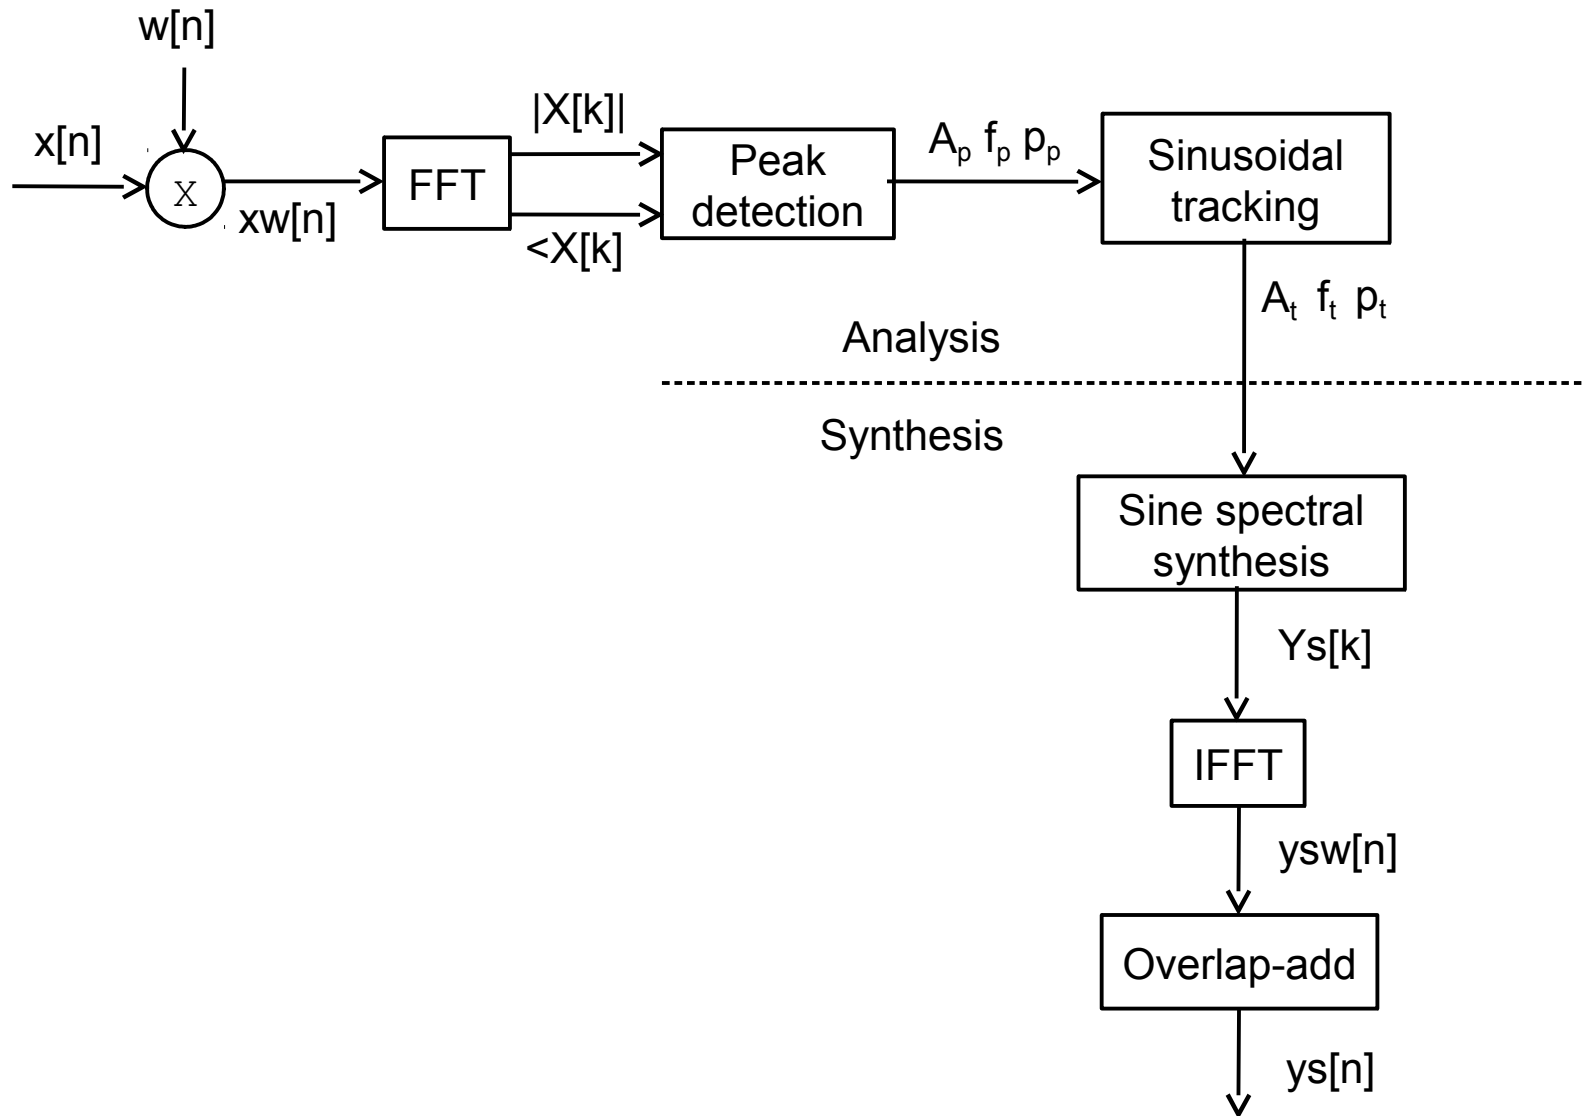 w[n]
x[n]
X
xw[n]
FFT
|X[k]|
<X[k]
Peak
detection
Aₚ fₚ pₚ
Sinusoidal
tracking
Aₜ fₜ pₜ
Analysis
Synthesis
Sine spectral
synthesis
Ys[k]
IFFT
ysw[n]
Overlap-add
ys[n]